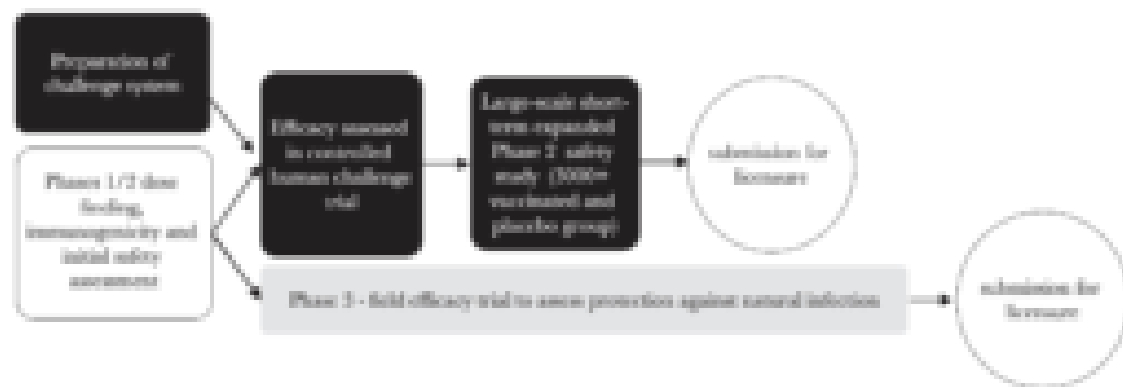 Preparation of
challenge system
Phases 1/2 dose
finding,
immunogenicity and
initial safety
assessment
Efficacy assessed
in controlled
human challenge
trial
Large-scale short-
term expanded
Phase 2 safety
study (3000+
vaccinated and
placebo group)
submission for
licensure
Phase 3 - field efficacy trial to assess protection against natural infection
submission for
licensure